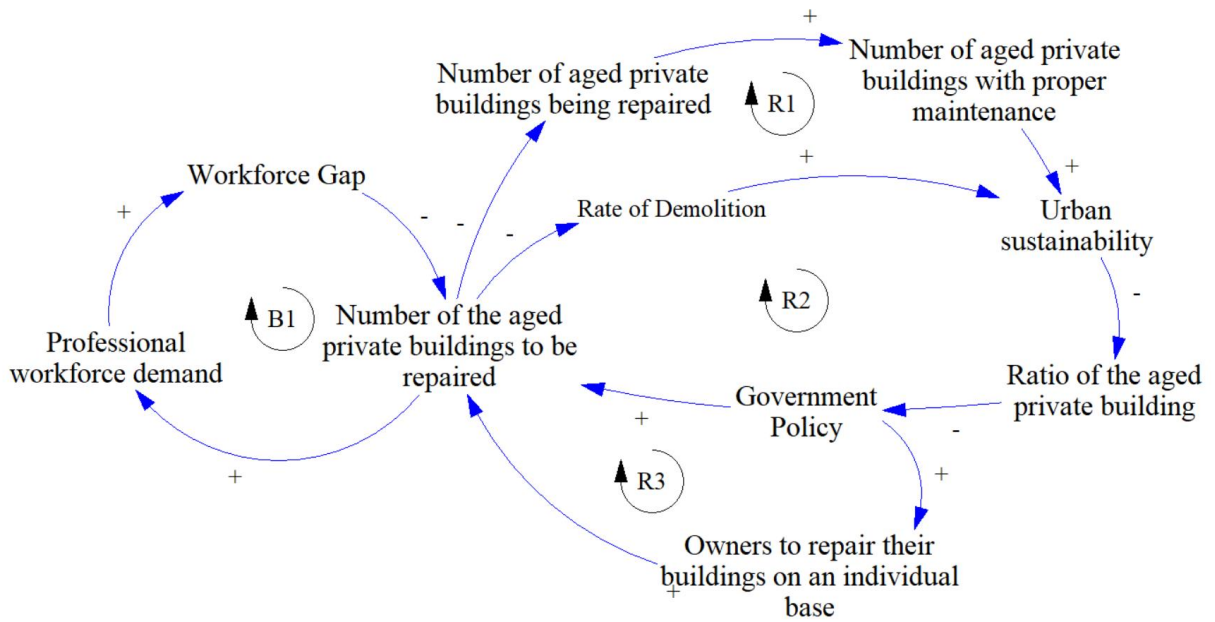 +
Number of aged private
buildings being repaired
R1
Number of aged private
buildings with proper
maintenance
Workforce Gap
+
-
-
-
Rate of Demolition
+
+
Urban
sustainability
B1
Number of the aged
private buildings to be
repaired
R2
-
Professional
workforce demand
Government
Policy
Ratio of the aged
private building
+
-
+
R3
+
Owners to repair their
buildings on an individual
base
+